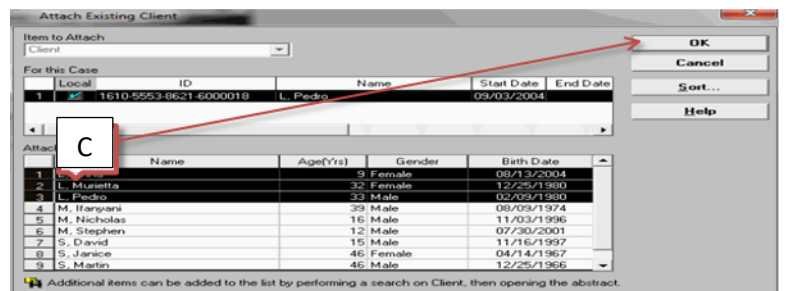 Attach Existing Client
Item to Attach
Client
OK
Cancel
Sort...
Help
For this Case
Local ID Name Start Date End Date
1 1610-5553-8621-6000018 L, Pedro 09/03/2004
C
Name Age(Yrs) Gender Birth Date
1 9 Female 08/13/2004
2 L, Murietta 32 Female 12/25/1980
3 L, Pedro 33 Male 02/09/1980
4 M, Ifanyani 39 Male 08/09/1974
5 M, Nicholas 16 Male 11/03/1996
6 M, Stephen 12 Male 07/30/2001
7 S, David 15 Male 11/16/1997
8 S, Janice 46 Female 04/14/1967
9 S, Martin 46 Male 12/25/1966
Additional items can be added to the list by performing a search on Client, then opening the abstract.